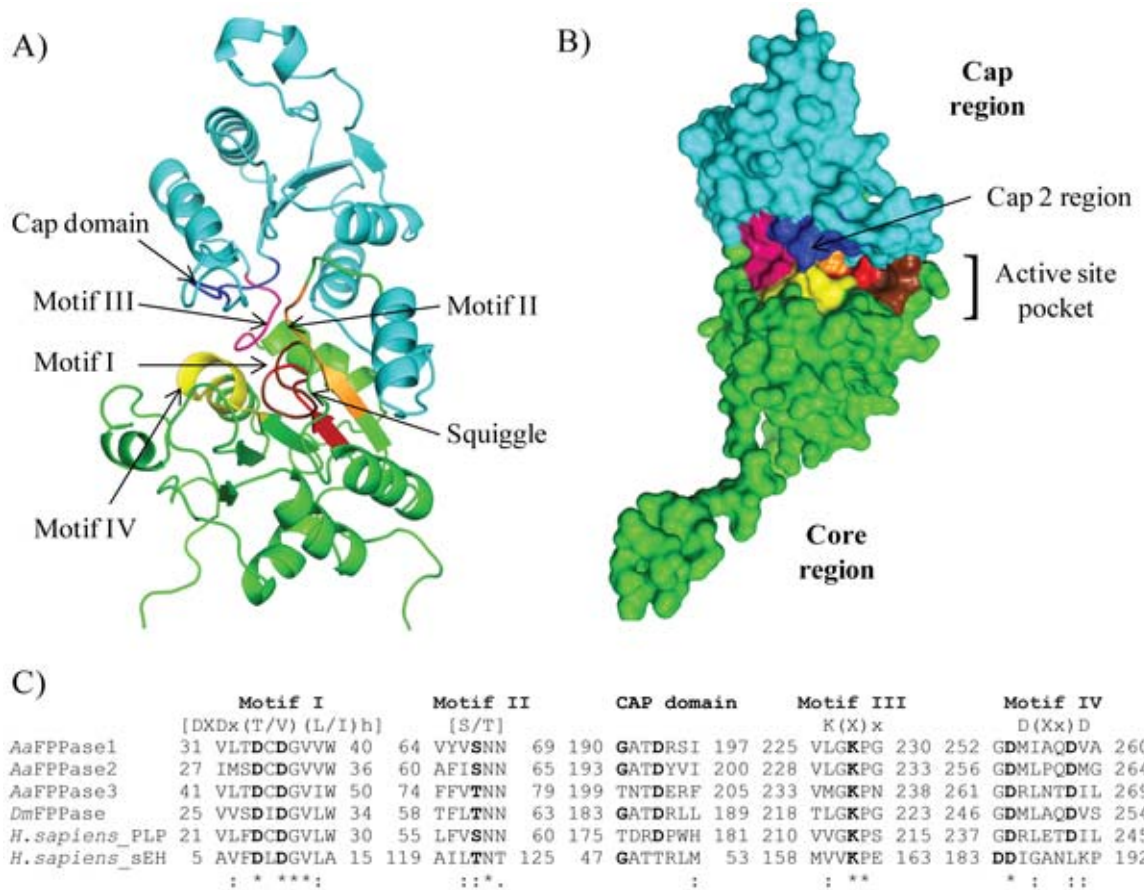 A)
B)
Cap domain
Motif III
Motif I
Motif IV
Motif II
Squiggle
Cap
region
Cap 2 region
Active site
pocket
Core
region
C)
Motif I Motif II CAP domain Motif III Motif IV
[DXDx(T/V)(L/I)h] [S/T] K(X)x D(Xx)D
AaFPPase1 31 VLTDCDGVVW 40 64 VYVSNN 69 190 GATDRSI 197 225 VLGKPG 230 252 GDMIAQDVA 260
AaFPPase2 27 IMSDCDGVVW 36 60 AFISNN 65 193 GATDYVI 200 228 VLGKPG 233 256 GDMLPQDMG 264
AaFPPase3 41 VLTDCDGVIW 50 74 FFVTNN 79 199 TNTDERF 205 233 VMGKPN 238 261 GDRLNTDIL 269
DmFPPase 25 VVSDIDGVLW 34 58 TFLTNN 63 183 GATDRLL 189 218 TLGKPG 223 246 GDMLAQDVS 254
H.sapiens_PLP 21 VLFDCDGVLW 30 55 LFVSNN 60 175 TDRDPWH 181 210 VVGKPS 215 237 GDRLETDIL 245
H.sapiens_sEH 5 AVFDLDGVLA 15 119 AILTNT 125 47 GATTRLM 53 158 MVVKPE 163 183 DDIGANLKP 192
: * ***: ::*. : ** * : ::